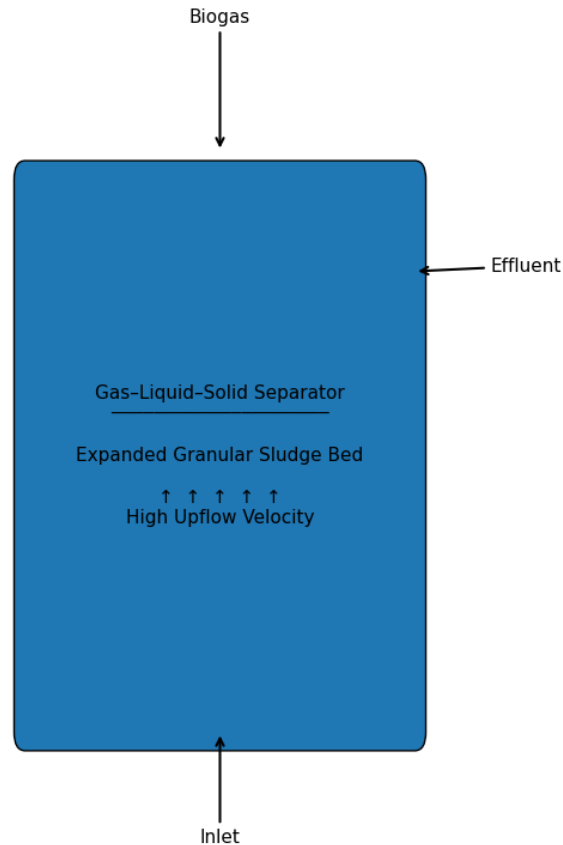 Biogas
Effluent
Gas–Liquid–Solid Separator
Expanded Granular Sludge Bed
↑ ↑ ↑ ↑ ↑
High Upflow Velocity
Inlet